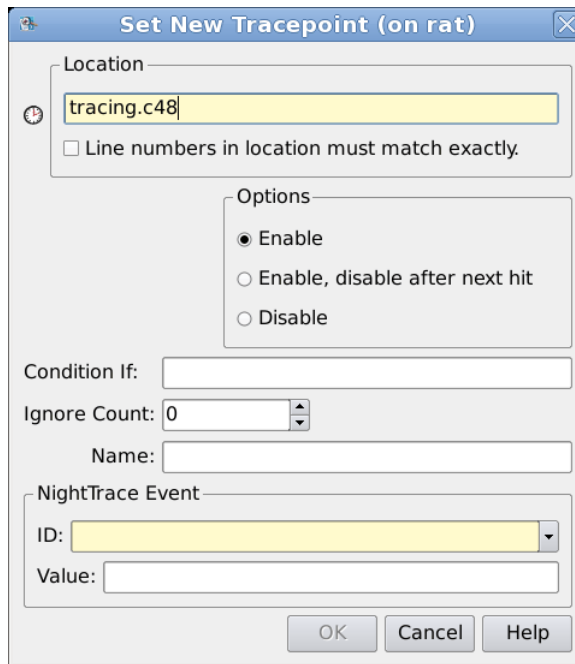 Set New Tracepoint (on rat)
Location
tracing.c48
Line numbers in location must match exactly.
Options
Enable
Enable, disable after next hit
Disable
Condition If:
Ignore Count: 0
Name:
NightTrace Event
ID:
Value:
OK Cancel Help